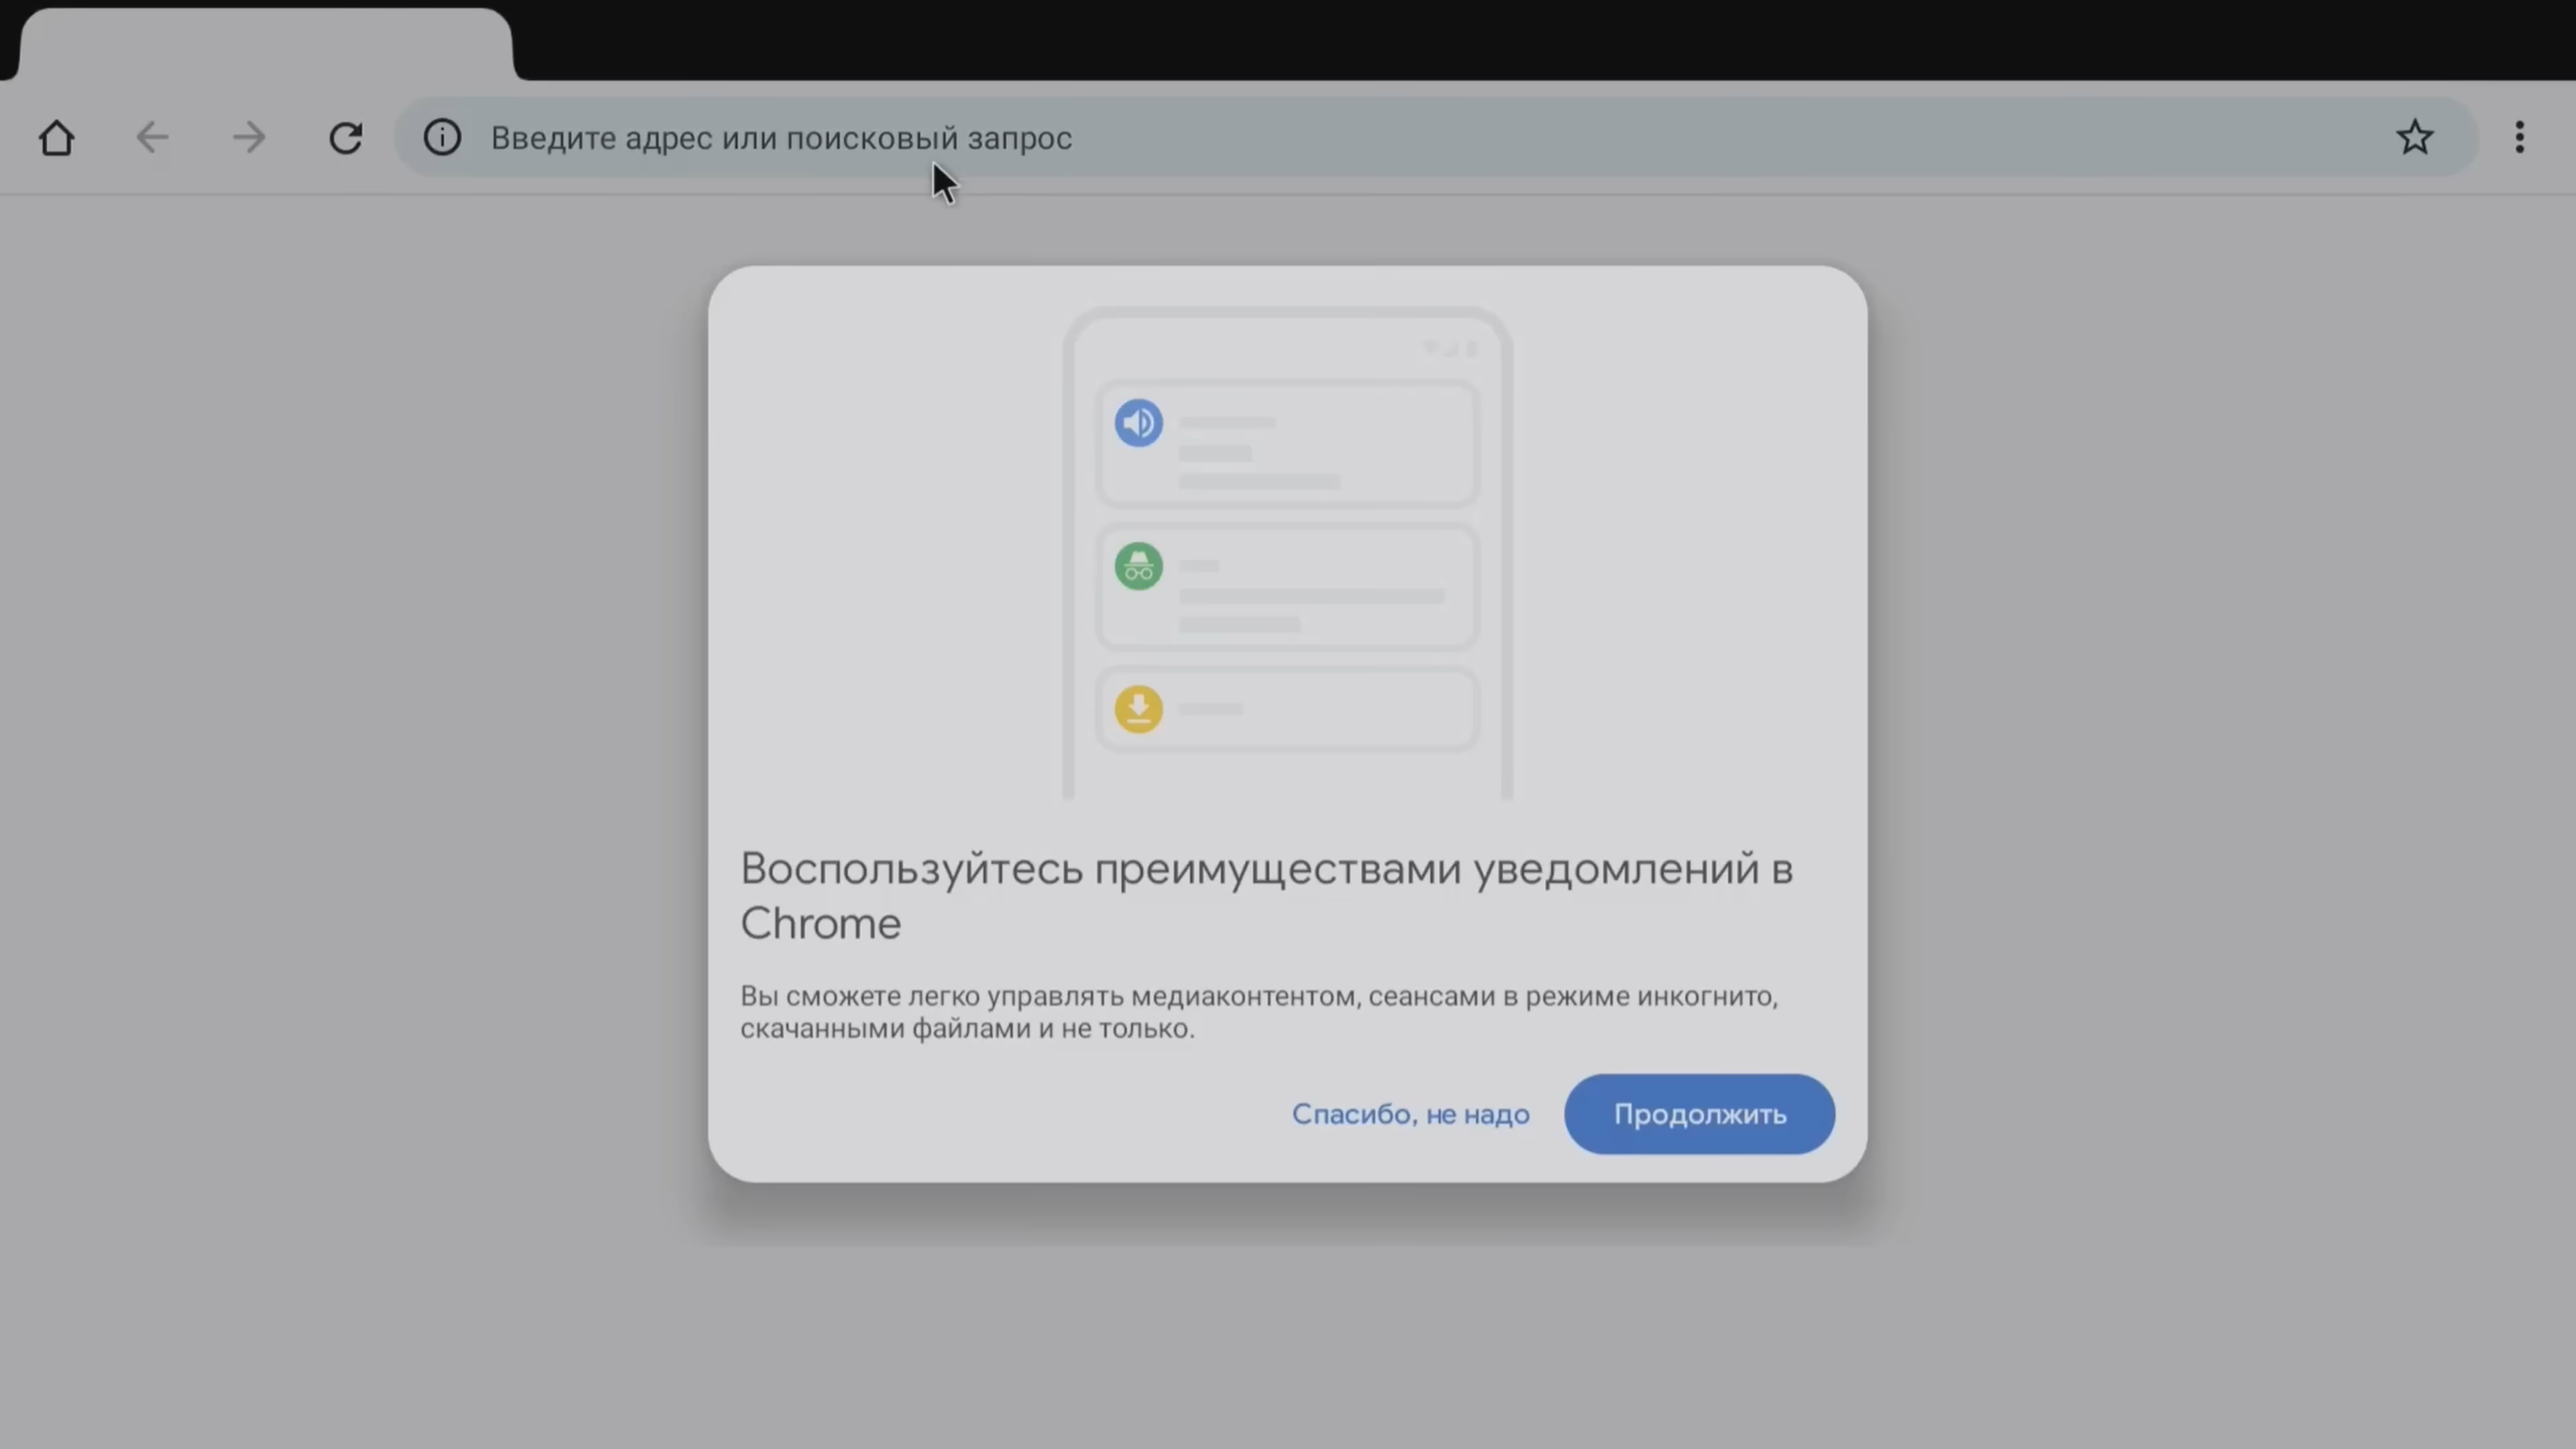 Введите адрес или поисковый запрос
Воспользуйтесь преимуществами уведомлений в
Chrome
Вы сможете легко управлять медиаконтентом, сеансами в режиме инкогнито,
скачанными файлами и не только.
Спасибо, не надо
Продолжить